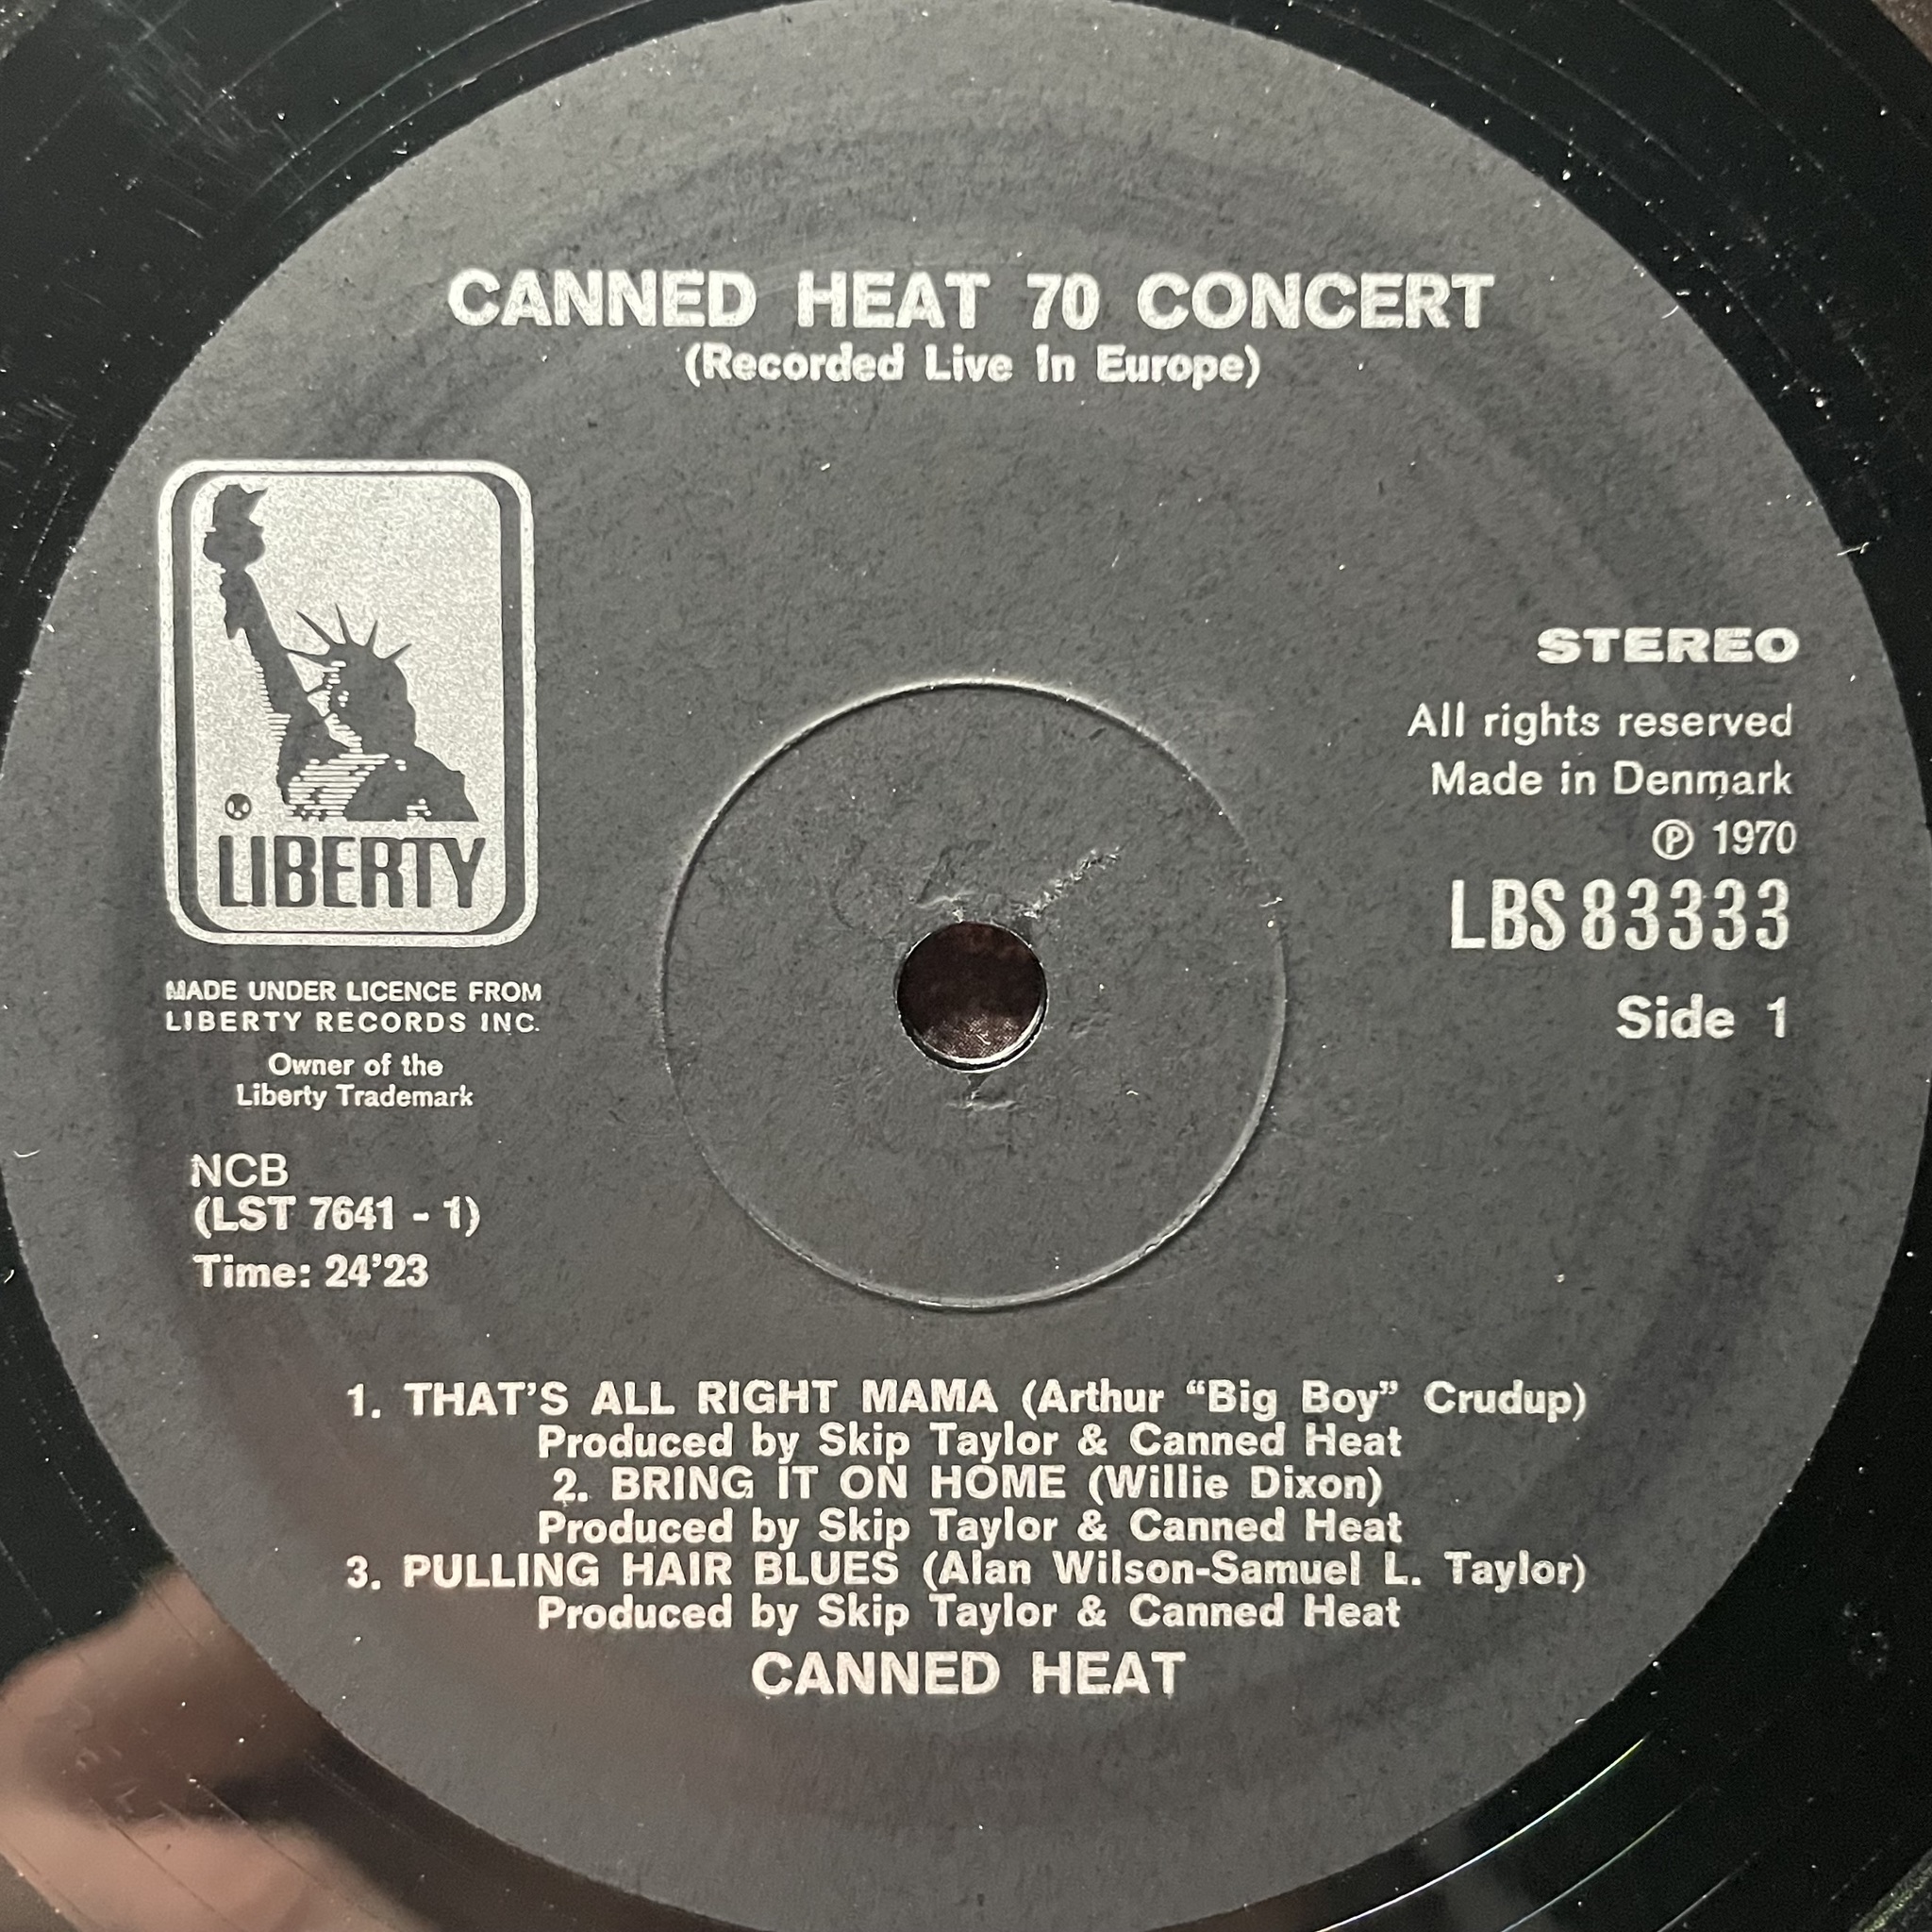 CANNED HEAT 70 CONCERT
(Recorded Live In Europe)
LIBERTY
MADE UNDER LICENCE FROM
LIBERTY RECORDS INC.
Owner of the
Liberty Trademark
NCB
(LST 7641 - 1)
Time: 24’23
STEREO
All rights reserved
Made in Denmark
℗ 1970
LBS 83333
Side 1
1. THAT’S ALL RIGHT MAMA (Arthur “Big Boy” Crudup)
Produced by Skip Taylor & Canned Heat
2. BRING IT ON HOME (Willie Dixon)
Produced by Skip Taylor & Canned Heat
3. PULLING HAIR BLUES (Alan Wilson-Samuel L. Taylor)
Produced by Skip Taylor & Canned Heat
CANNED HEAT